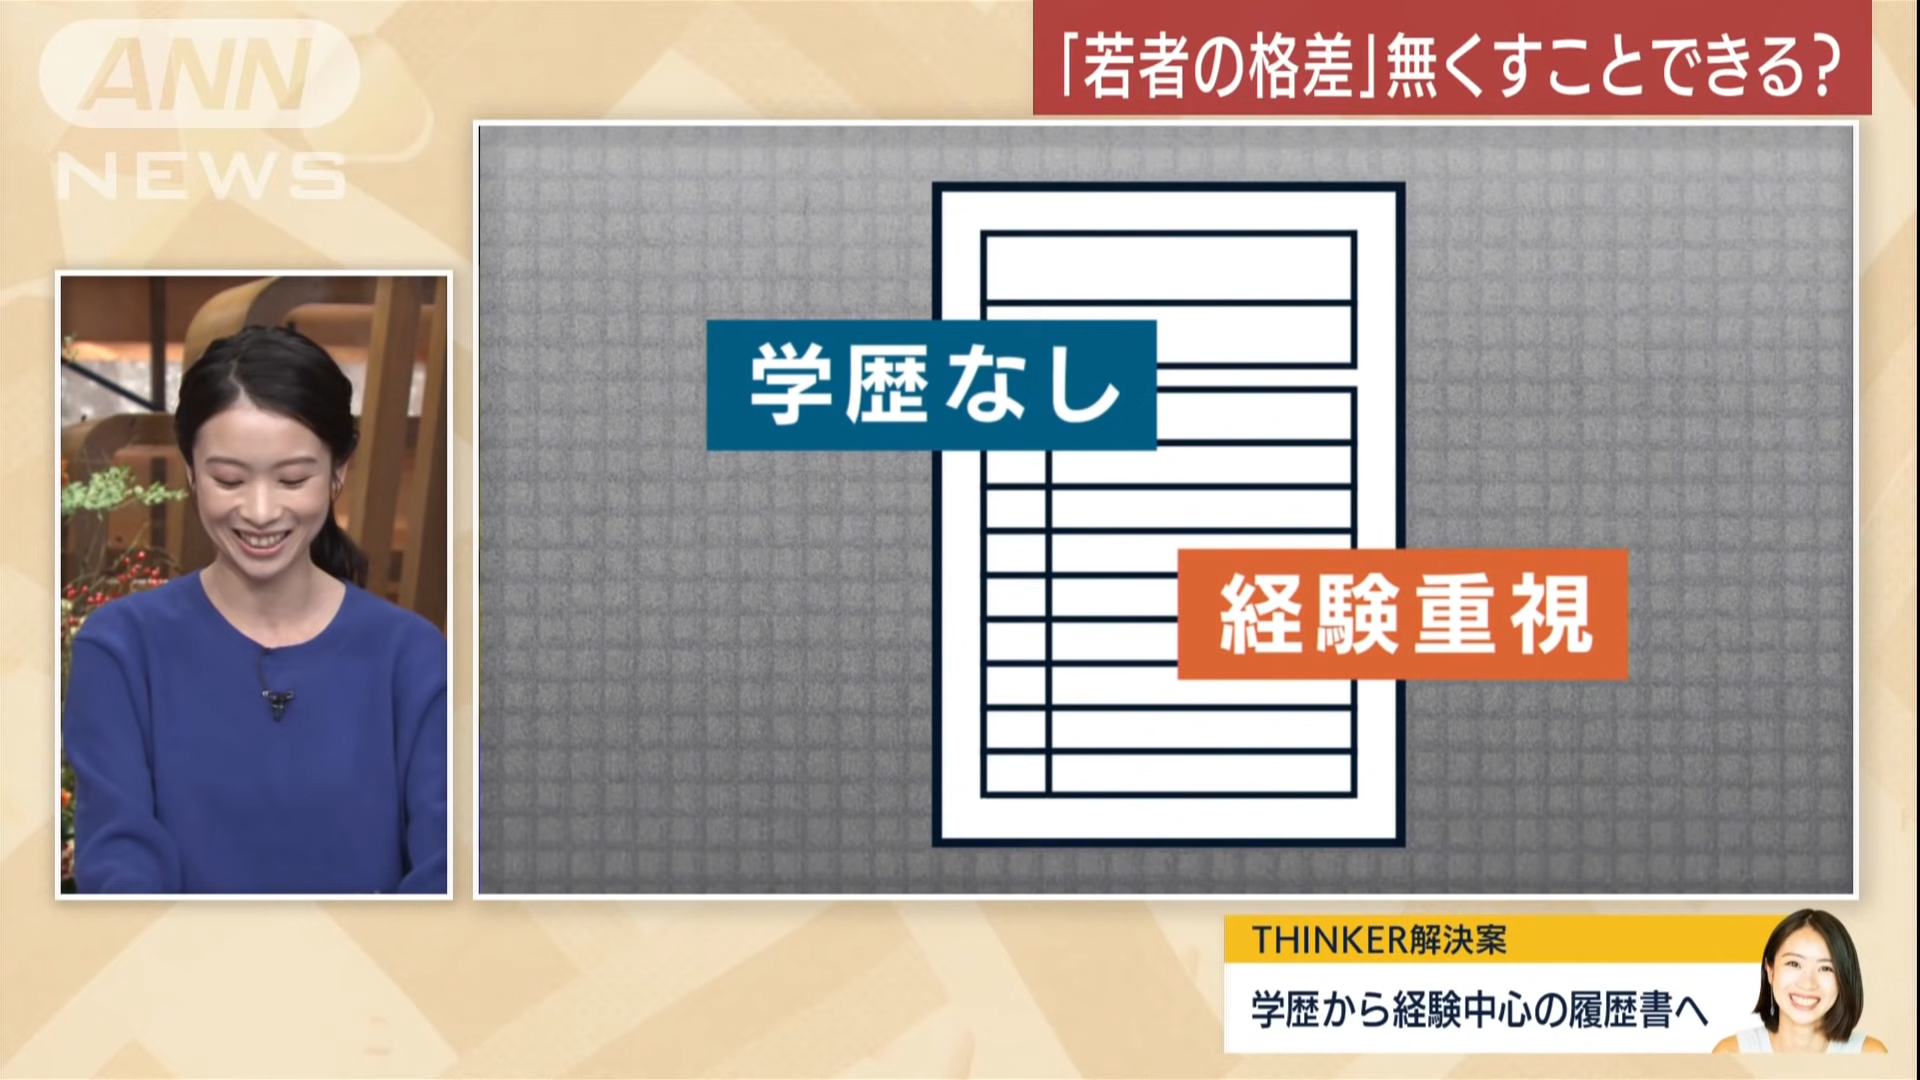 ANN
NEWS
「若者の格差」無くすことできる?
学歴なし
経験重視
THINKER解決案
学歴から経験中心の履歴書へ